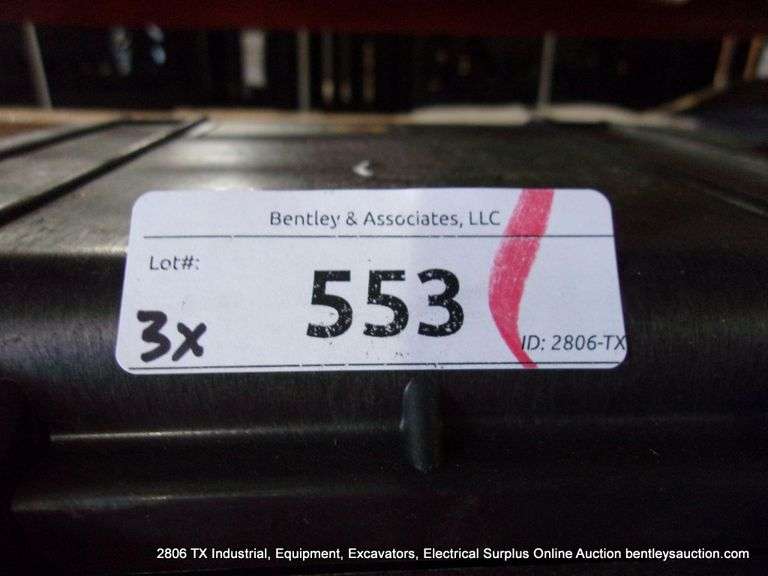 Bentley & Associates, LLC
Lot#:
553
3x
ID: 2806-TX
2806 TX Industrial, Equipment, Excavators, Electrical Surplus Online Auction bentleysauction.com